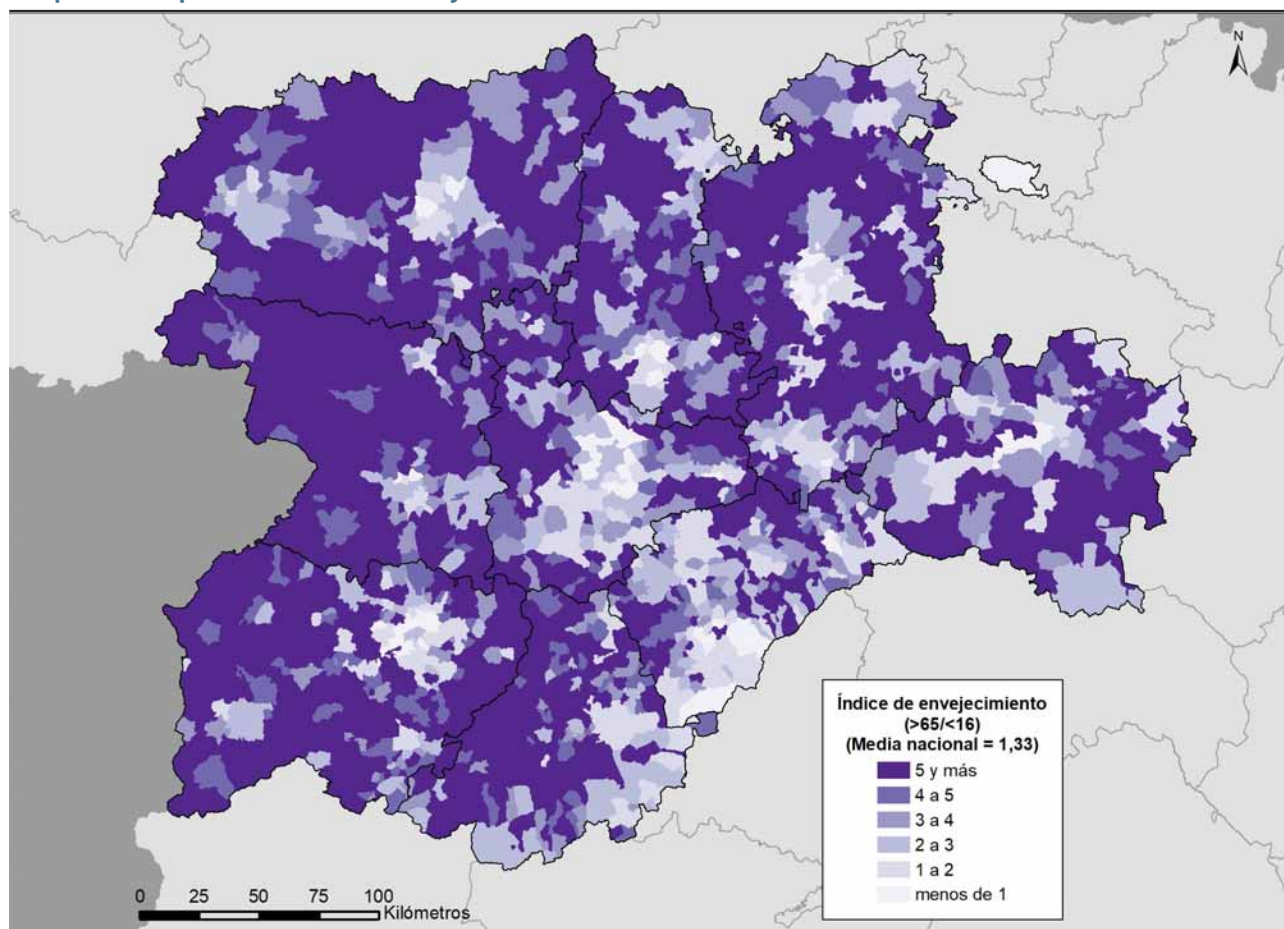 N
Índice de envejecimiento
(>65/<16)
(Media nacional = 1,33)
5 y más
4 a 5
3 a 4
2 a 3
1 a 2
menos de 1
0 25 50 75 100
Kilómetros